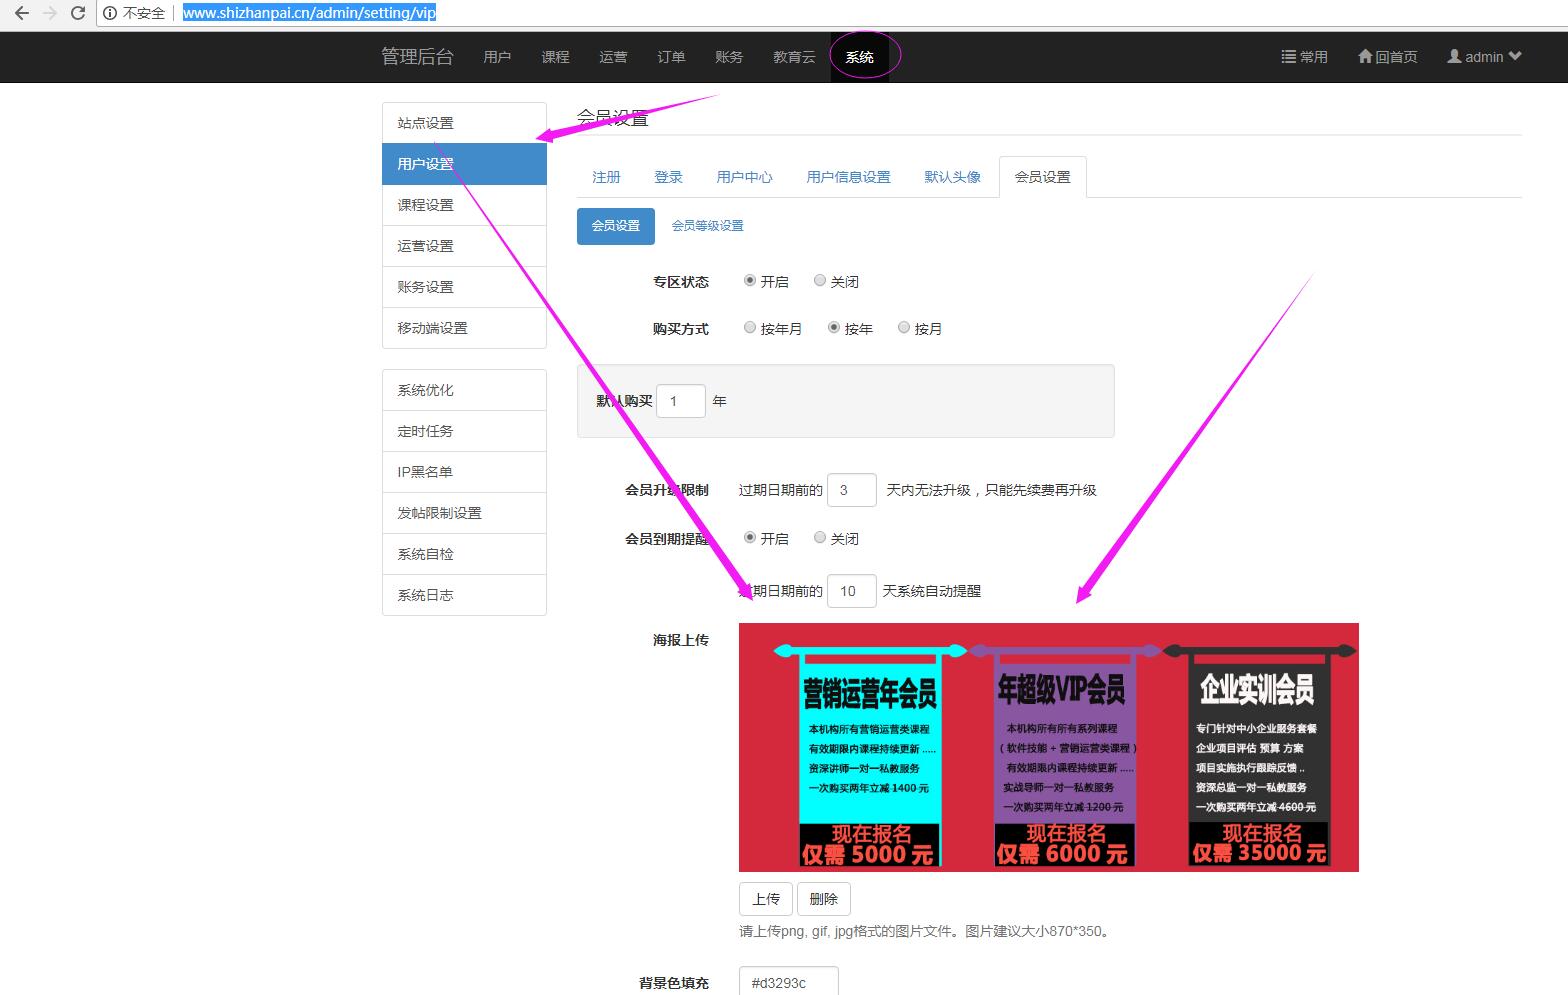 不安全 www.shizhanpai.cn/admin/setting/vip
管理后台 用户 课程 运营 订单 账务 教育云 系统 常用 回首页 admin
站点设置
用户设置
课程设置
运营设置
账务设置
移动端设置
系统优化
定时任务
IP黑名单
发帖限制设置
系统自检
系统日志
会员设置
注册 登录 用户中心 用户信息设置 默认头像 会员设置
会员设置 会员等级设置
专区状态 开启 关闭
购买方式 按年月 按年 按月
默认购买 1 年
会员升级限制 过期日期前的 3 天内无法升级，只能先续费再升级
会员到期提醒 开启 关闭
过期日期前的 10 天系统自动提醒
海报上传
营销运营年会员
本机构所有营销运营类课程
有效期限内课程持续更新 .....
资深讲师一对一私教服务
一次购买两年立减 1400 元
现在报名
仅需 5000 元
年超级VIP会员
本机构所有所有系列课程
（ 软件技能 + 营销运营类课程 ）
有效期限内课程持续更新 .....
实战导师一对一私教服务
一次购买两年立减 1200 元
现在报名
仅需 6000 元
企业实训会员
专门针对中小企业服务套餐
企业项目评估 预算 方案
项目实施执行跟踪反馈 ..
资深总监一对一私教服务
一次购买两年立减 4600 元
现在报名
仅需 35000 元
上传 删除
请上传png, gif, jpg格式的图片文件。图片建议大小870*350。
背景色填充 #d3293c